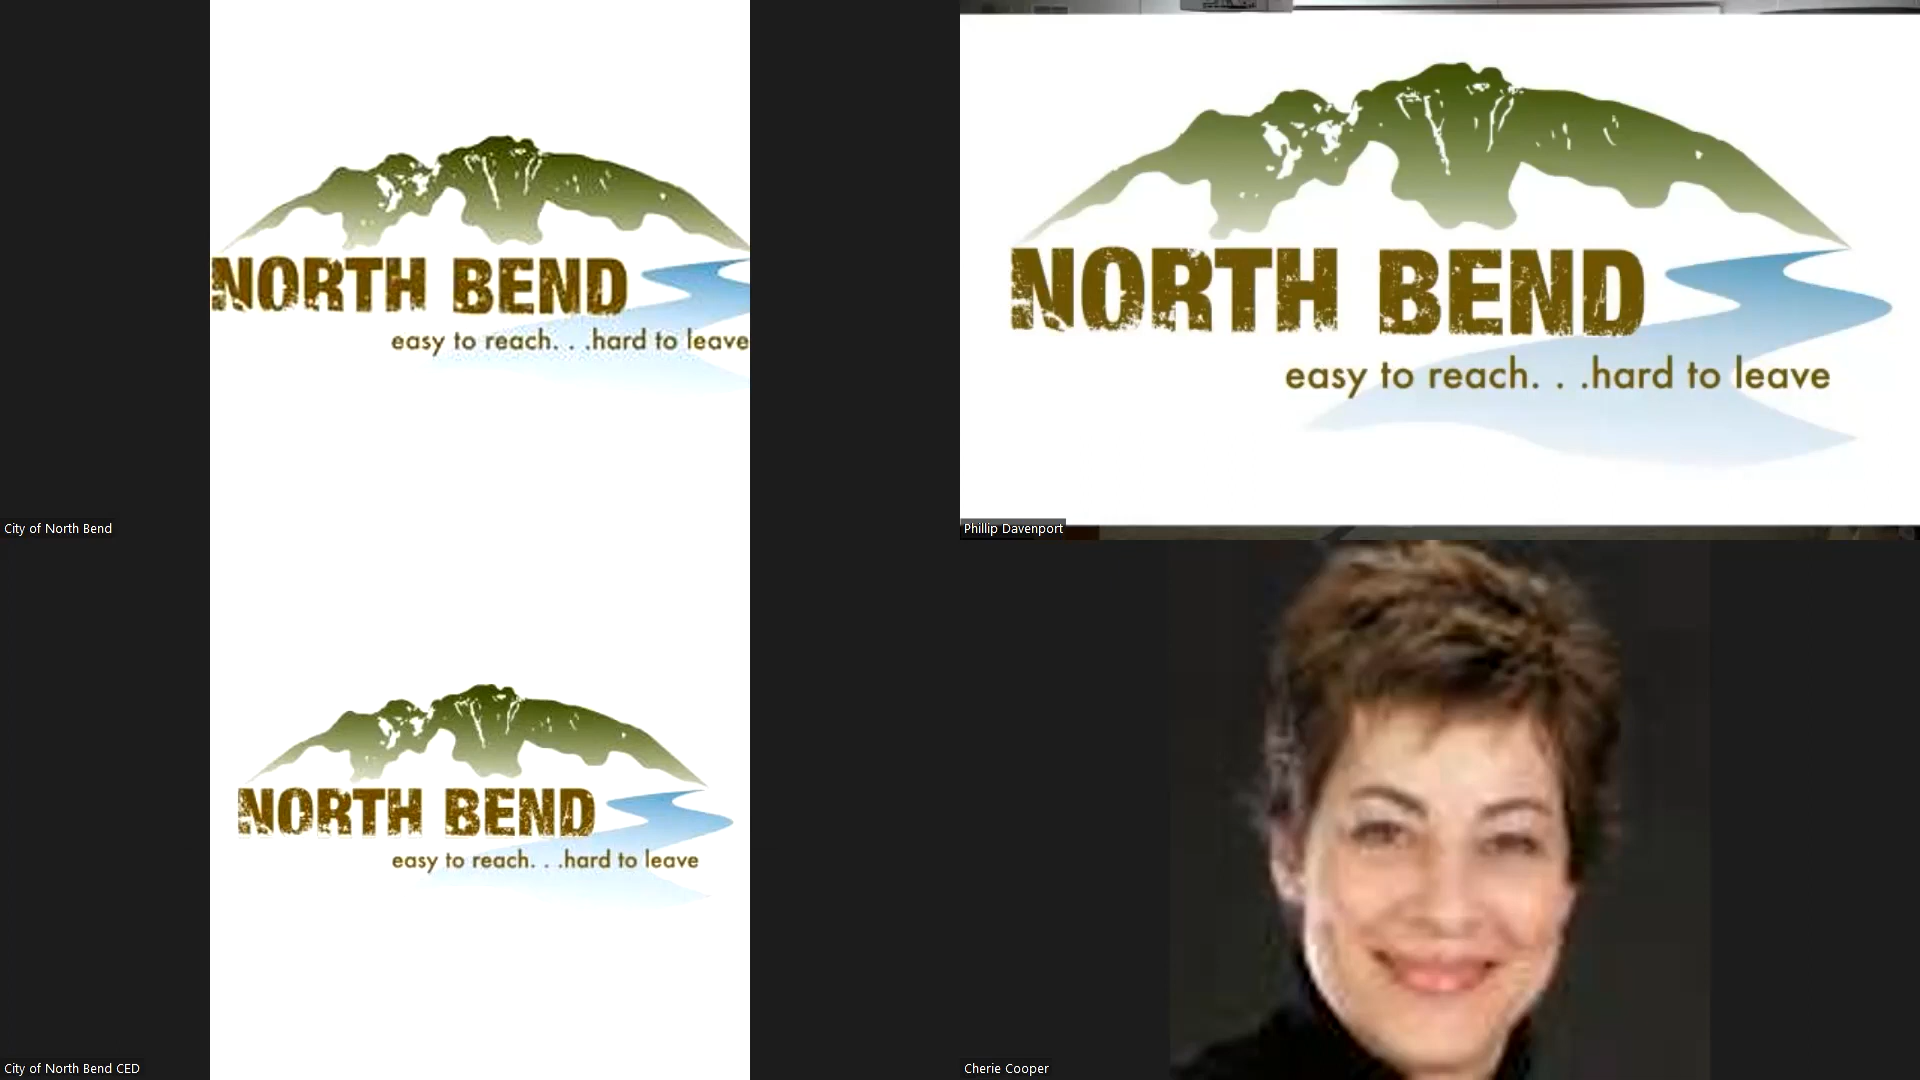 NORTH BEND
easy to reach. . .hard to leave
City of North Bend
NORTH BEND
easy to reach. . .hard to leave
Phillip Davenport
NORTH BEND
easy to reach. . .hard to leave
City of North Bend CED
Cherie Cooper